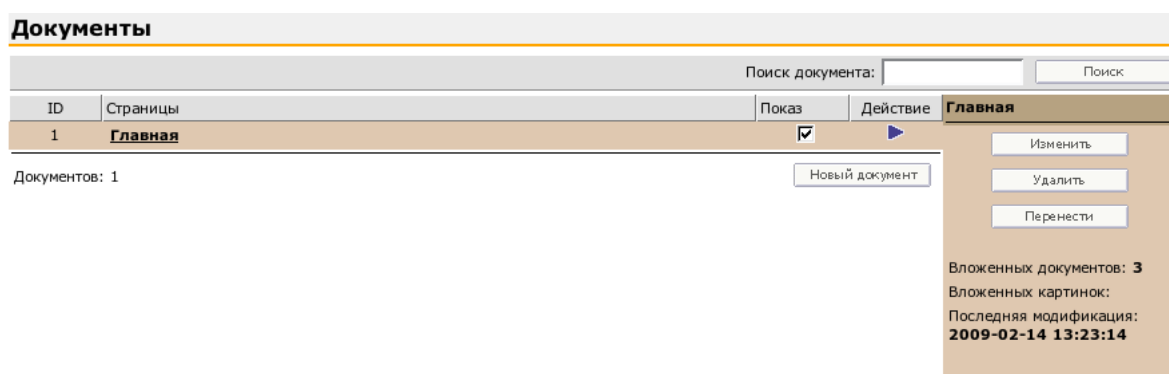 Документы
Поиск документа: Поиск
ID Страницы Показ Действие Главная
1 Главная
Изменить
Документов: 1 Новый документ
Удалить
Перенести
Вложенных документов: 3
Вложенных картинок:
Последняя модификация:
2009-02-14 13:23:14